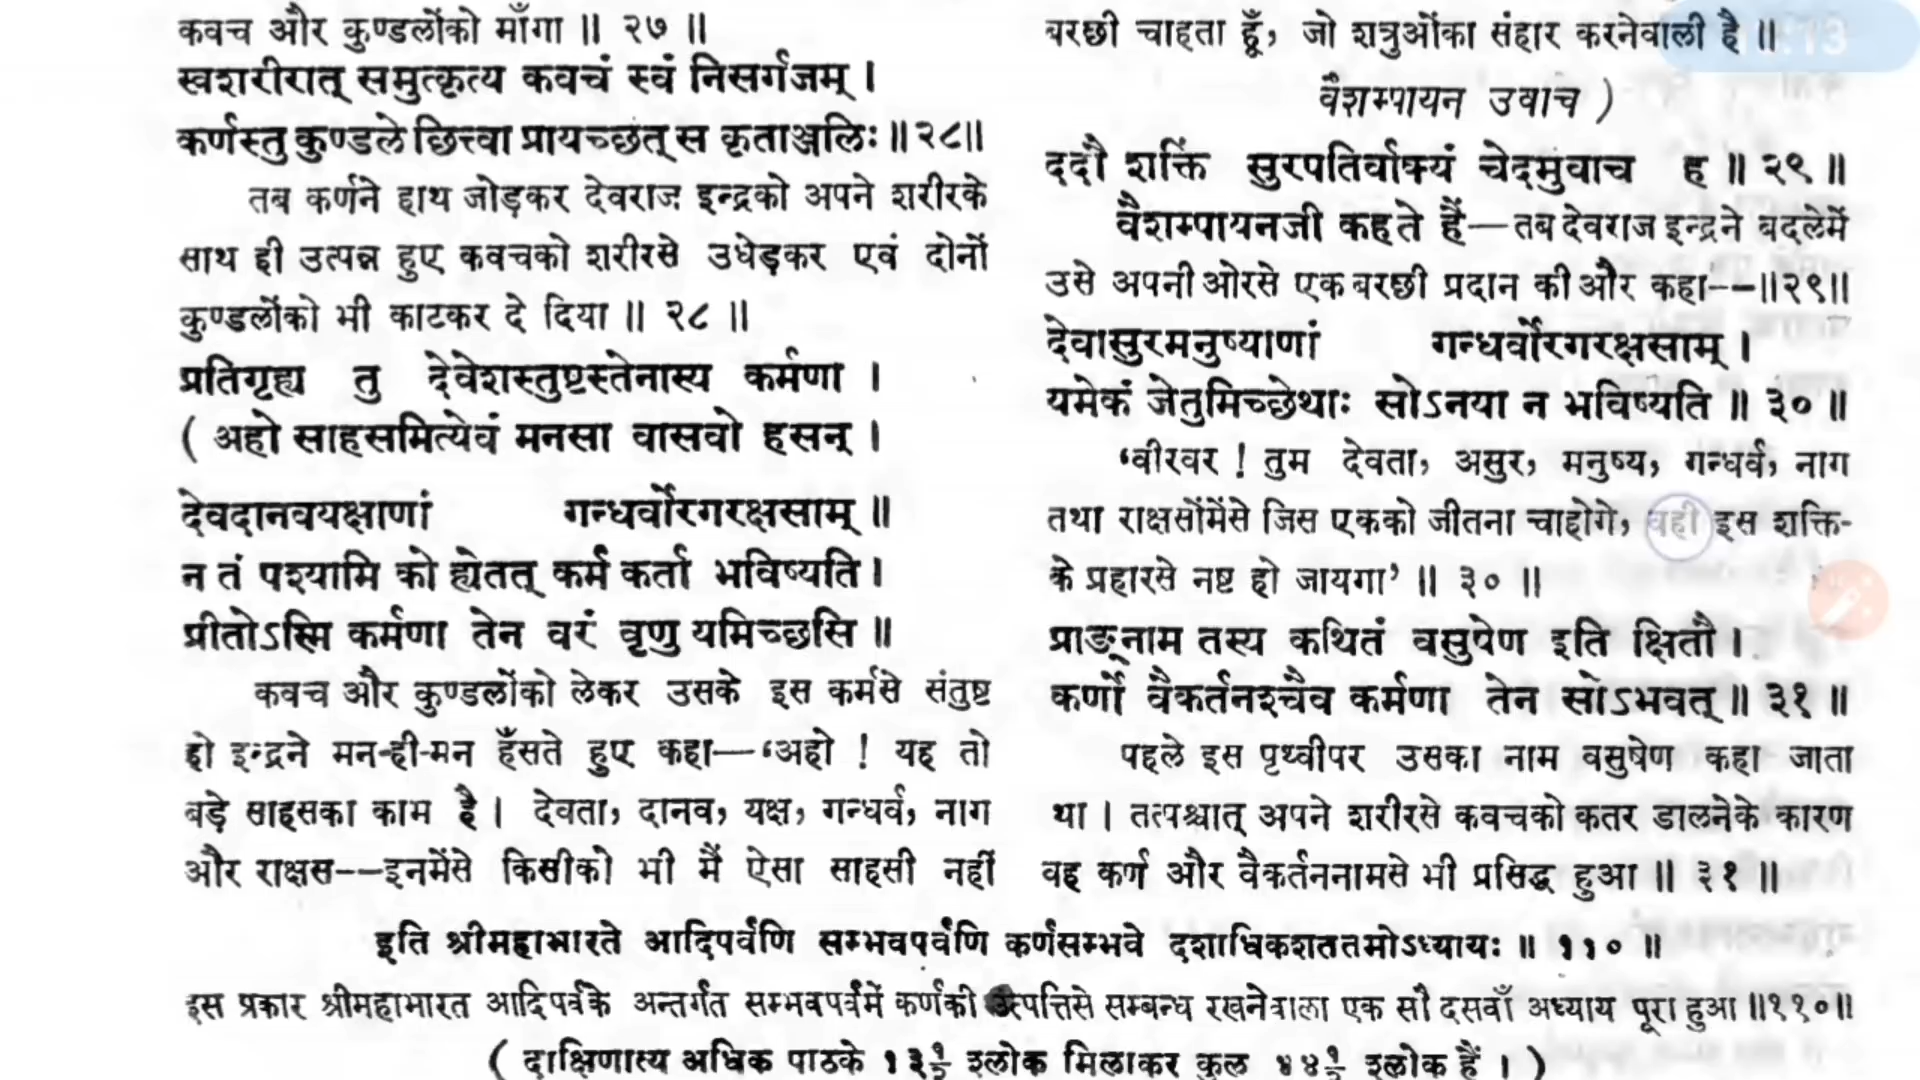 कवच और कुण्डलोंको माँगा ॥ २७ ॥
स्वशरीरात् समुत्कृत्य कवचं स्वं निसर्गजम् ।
कर्णस्तु कुण्डले छित्त्वा प्रायच्छत् स कृताञ्जलिः ॥ २८॥
तब कर्णने हाथ जोड़कर देवराज इन्द्रको अपने शरीरके
साथ ही उत्पन्न हुए कवचको शरीरसे उधेड़कर एवं दोनों
कुण्डलोंको भी काटकर दे दिया ॥ २८ ॥
प्रतिगृह्य तु देवेशस्तुष्टस्तेनास्य कर्मणा ।
( अहो साहसमित्येवं मनसा वासवो हसन् ।
देवदानवयक्षाणां गन्धर्वोरगरक्षसाम् ॥
न तं पश्यामि को ह्येतत् कर्म कर्ता भविष्यति ।
प्रीतोऽस्मि कर्मणा तेन वरं वृणु यमिच्छसि ॥
कवच और कुण्डलोंको लेकर उसके इस कर्मसे संतुष्ट
हो इन्द्रने मन-ही-मन हँसते हुए कहा—‘अहो ! यह तो
बड़े साहसका काम है । देवता, दानव, यक्ष, गन्धर्व, नाग
और राक्षस--इनमेंसे किसीको भी मैं ऐसा साहसी नहीं
बरछी चाहता हूँ, जो शत्रुओंका संहार करनेवाली है ॥
वैशम्पायन उवाच )
ददौ शक्तिं सुरपतिर्वाक्यं चेदमुवाच ह ॥ २९ ॥
वैशम्पायनजी कहते हैं—तब देवराज इन्द्रने बदलेमें
उसे अपनी ओरसे एक बरछी प्रदान की और कहा--॥२९॥
देवासुरमनुष्याणां गन्धर्वोरगरक्षसाम् ।
यमेकं जेतुमिच्छेथाः सोऽनया न भविष्यति ॥ ३० ॥
‘वीरवर ! तुम देवता, असुर, मनुष्य, गन्धर्व, नाग
तथा राक्षसोंमेंसे जिस एकको जीतना चाहोगे, वही इस शक्ति-
के प्रहारसे नष्ट हो जायगा’ ॥ ३० ॥
प्राङ्नाम तस्य कथितं वसुषेण इति क्षितौ ।
कर्णो वैकर्तनश्चैव कर्मणा तेन सोऽभवत् ॥ ३१ ॥
पहले इस पृथ्वीपर उसका नाम वसुषेण कहा जाता
था । तत्पश्चात् अपने शरीरसे कवचको कतर डालनेके कारण
वह कर्ण और वैकर्तननामसे भी प्रसिद्ध हुआ ॥ ३१ ॥
इति श्रीमहाभारते आदिपर्वणि सम्भवपर्वणि कर्णसम्भवे दशाधिकशततमोऽध्यायः ॥ ११० ॥
इस प्रकार श्रीमहाभारत आदिपर्वके अन्तर्गत सम्भवपर्वमें कर्णकी उत्पत्तिसे सम्बन्ध रखनेवाला एक सौ दसवाँ अध्याय पूरा हुआ ॥११०॥
( दाक्षिणात्य अधिक पाठके १३½ श्लोक मिलाकर कुल ४४½ श्लोक हैं । )